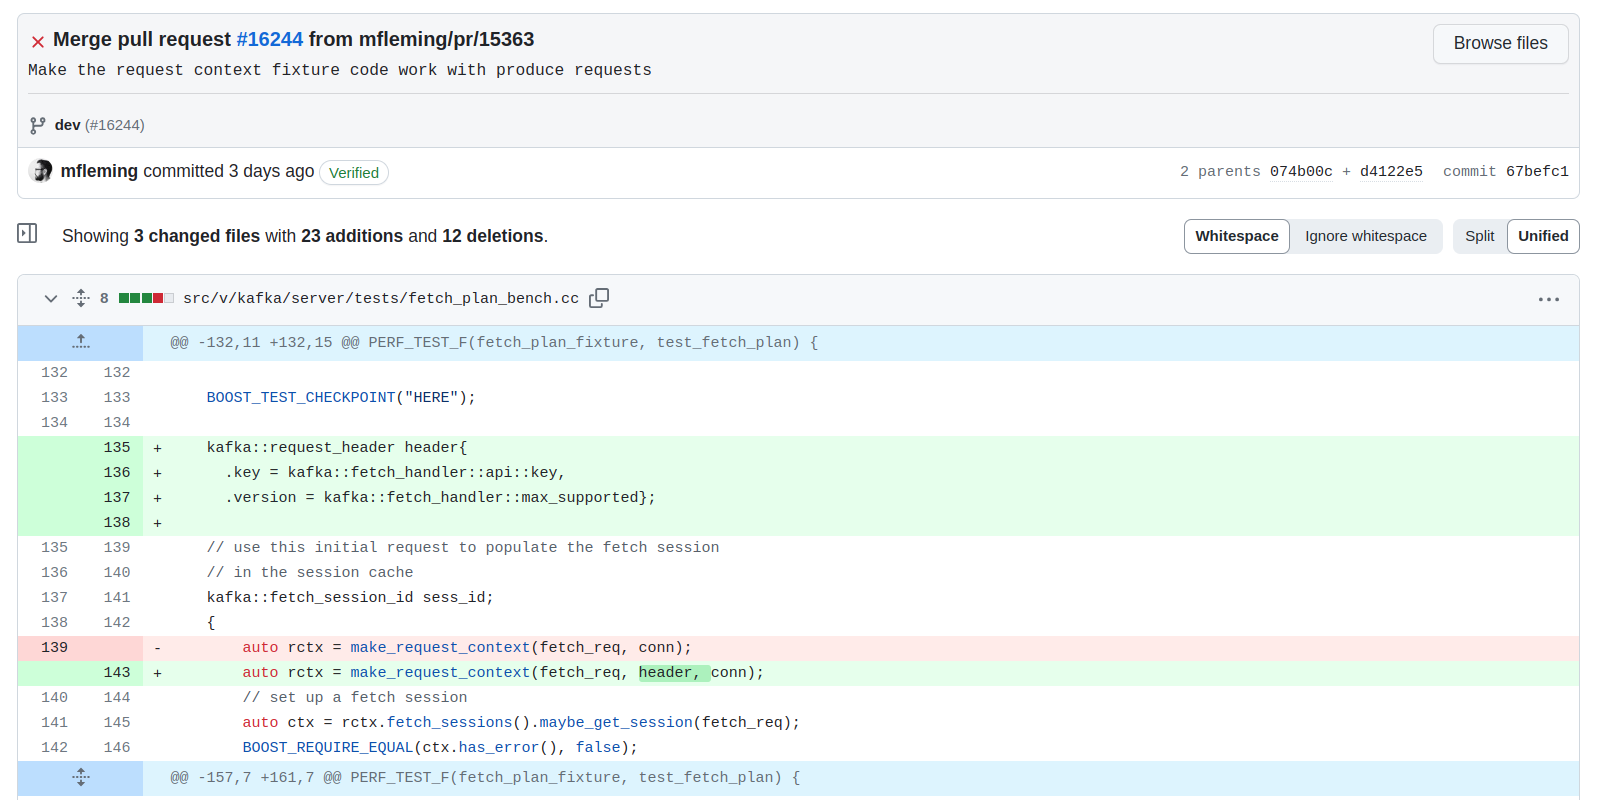 Merge pull request #16244 from mfleming/pr/15363
Browse files
Make the request context fixture code work with produce requests
dev (#16244)
mfleming committed 3 days ago Verified
2 parents 074b00c + d4122e5 commit 67befc1
Showing 3 changed files with 23 additions and 12 deletions.
Whitespace Ignore whitespace Split Unified
8 src/v/kafka/server/tests/fetch_plan_bench.cc
@@ -132,11 +132,15 @@ PERF_TEST_F(fetch_plan_fixture, test_fetch_plan) {
132 132
133 133 BOOST_TEST_CHECKPOINT("HERE");
134 134
135 + kafka::request_header header{
136 + .key = kafka::fetch_handler::api::key,
137 + .version = kafka::fetch_handler::max_supported};
138 +
135 139 // use this initial request to populate the fetch session
136 140 // in the session cache
137 141 kafka::fetch_session_id sess_id;
138 142 {
139 - auto rctx = make_request_context(fetch_req, conn);
143 + auto rctx = make_request_context(fetch_req, header, conn);
140 144 // set up a fetch session
141 145 auto ctx = rctx.fetch_sessions().maybe_get_session(fetch_req);
142 146 BOOST_REQUIRE_EQUAL(ctx.has_error(), false);
@@ -157,7 +161,7 @@ PERF_TEST_F(fetch_plan_fixture, test_fetch_plan) {